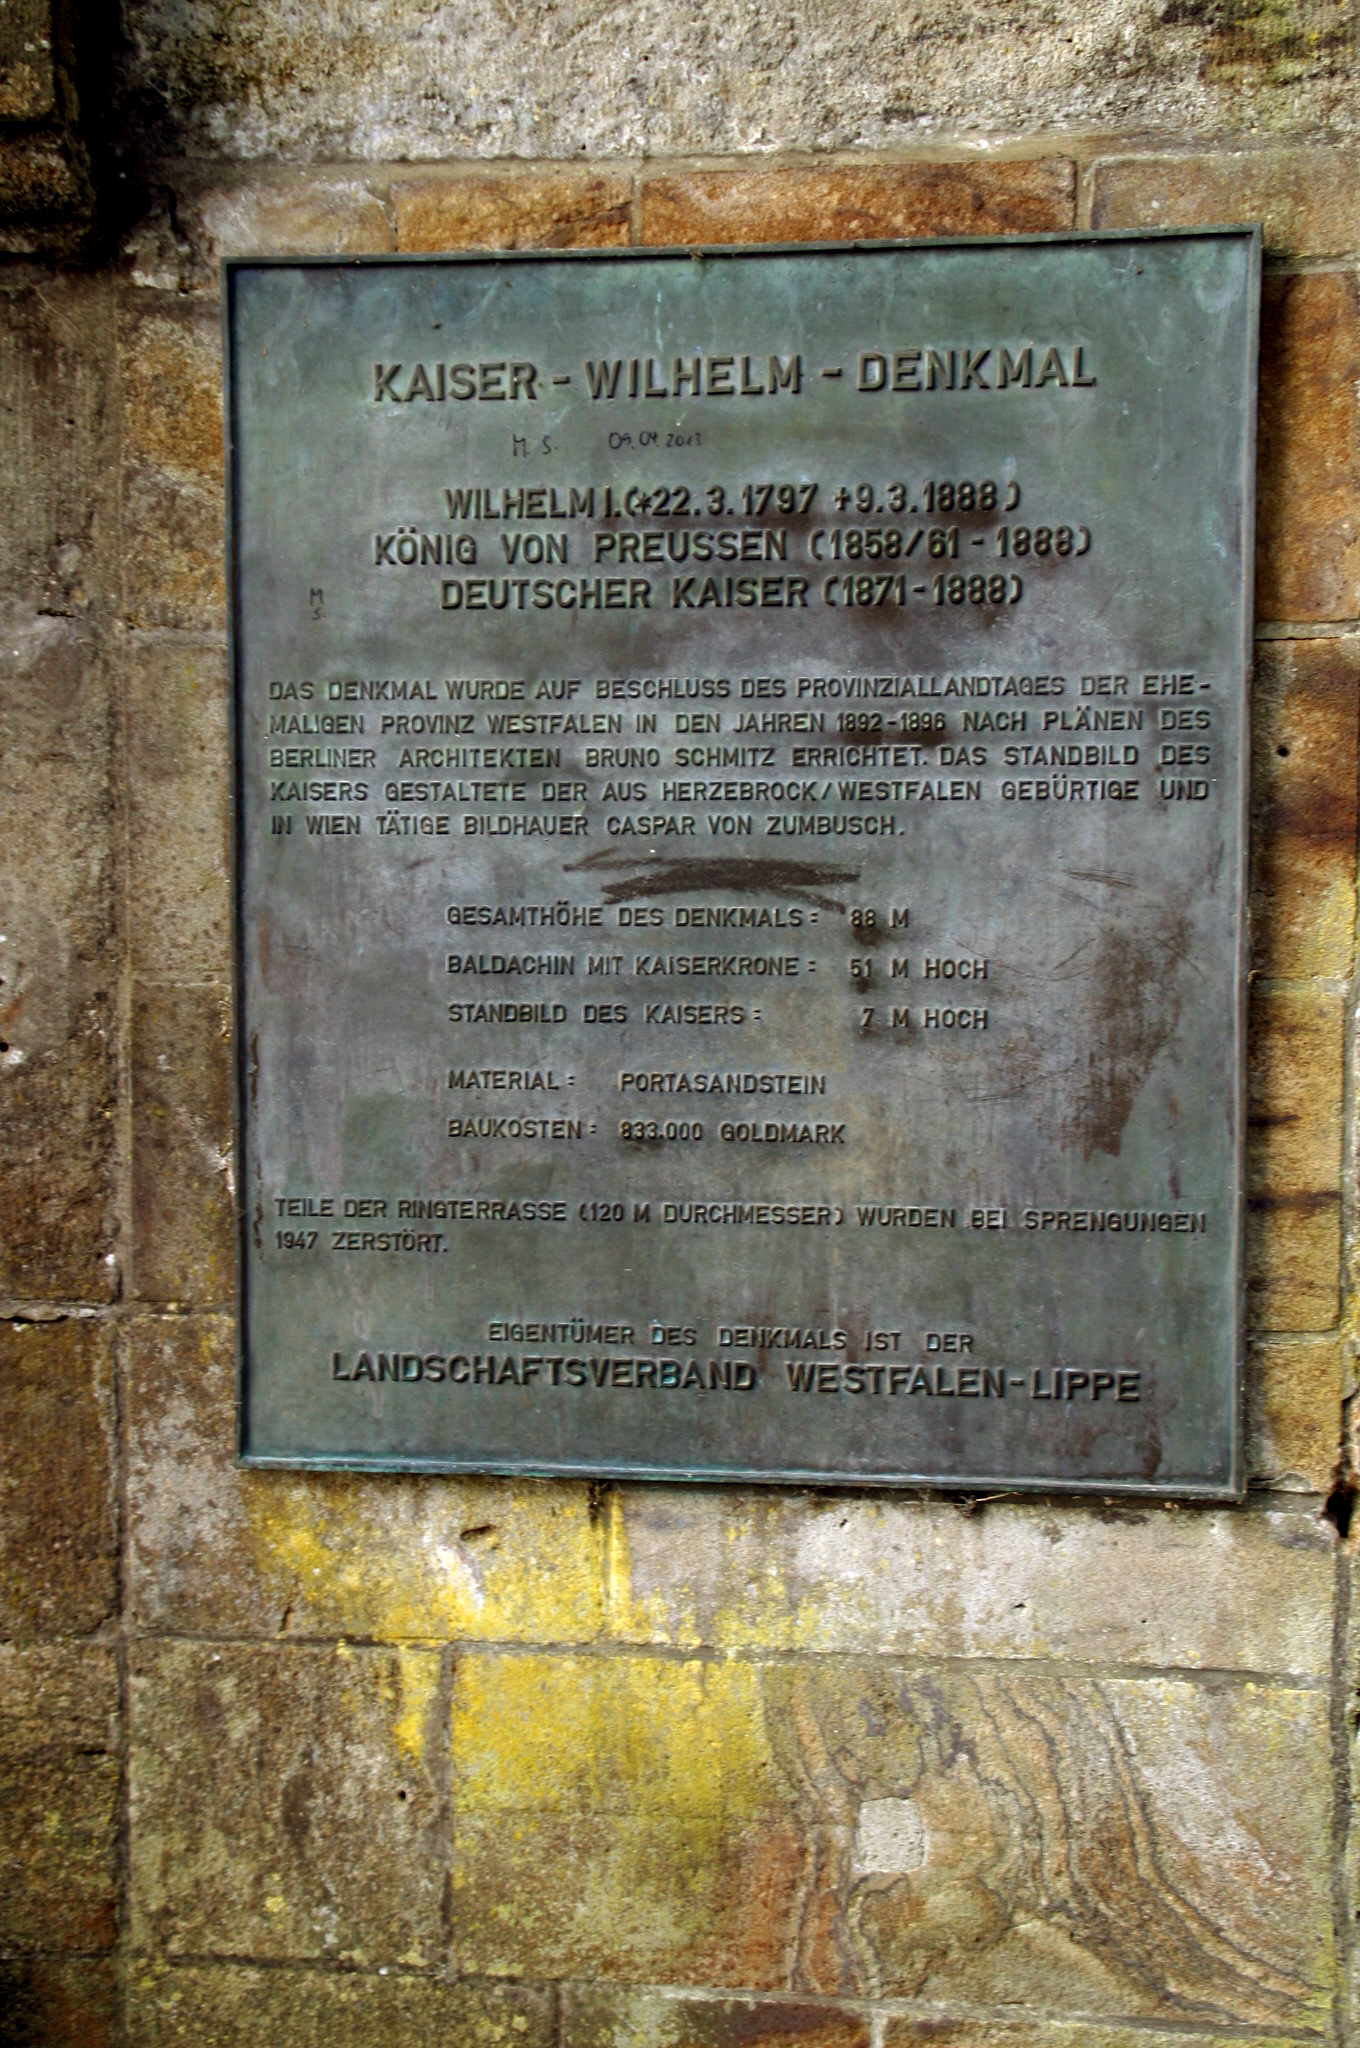 KAISER - WILHELM - DENKMAL
M. S. 09.04.2013
WILHELM I. (*22.3.1797 ✝9.3.1888)
KÖNIG VON PREUSSEN (1858/61 - 1888)
DEUTSCHER KAISER (1871 - 1888)
M
S.
DAS DENKMAL WURDE AUF BESCHLUSS DES PROVINZIALLANDTAGES DER EHE-
MALIGEN PROVINZ WESTFALEN IN DEN JAHREN 1892 - 1896 NACH PLÄNEN DES
BERLINER ARCHITEKTEN BRUNO SCHMITZ ERRICHTET. DAS STANDBILD DES
KAISERS GESTALTETE DER AUS HERZEBROCK/WESTFALEN GEBÜRTIGE UND
IN WIEN TÄTIGE BILDHAUER CASPAR VON ZUMBUSCH.
GESAMTHÖHE DES DENKMALS: 88 M
BALDACHIN MIT KAISERKRONE: 51 M HOCH
STANDBILD DES KAISERS: 7 M HOCH
MATERIAL: PORTASANDSTEIN
BAUKOSTEN: 833.000 GOLDMARK
TEILE DER RINGTERRASSE (120 M DURCHMESSER) WURDEN BEI SPRENGUNGEN
1947 ZERSTÖRT.
EIGENTÜMER DES DENKMALS IST DER
LANDSCHAFTSVERBAND WESTFALEN-LIPPE